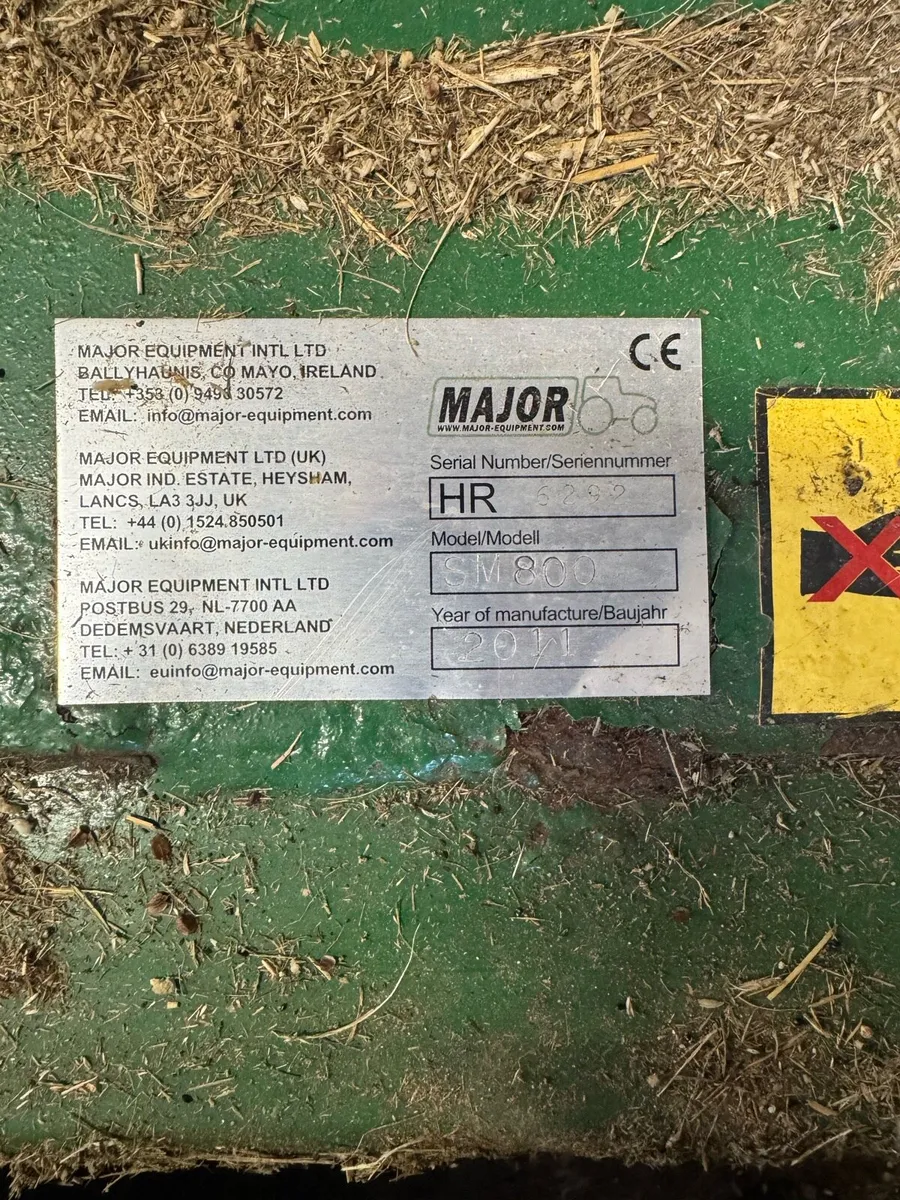 MAJOR EQUIPMENT INTL LTD
BALLYHAUNIS, CO MAYO, IRELAND
TEL: +353 (0) 9496 30572
EMAIL: info@major-equipment.com
MAJOR EQUIPMENT LTD (UK)
MAJOR IND. ESTATE, HEYSHAM,
LANCS, LA3 3JJ, UK
TEL: +44 (0) 1524 850501
EMAIL: ukinfo@major-equipment.com
MAJOR EQUIPMENT INTL LTD
POSTBUS 29, NL-7700 AA
DEDEMSVAART, NEDERLAND
TEL: + 31 (0) 6389 19585
EMAIL: euinfo@major-equipment.com
CE
MAJOR
WWW.MAJOR-EQUIPMENT.COM
Serial Number/Seriennummer
HR 6292
Model/Modell
SM800
Year of manufacture/Baujahr
2011